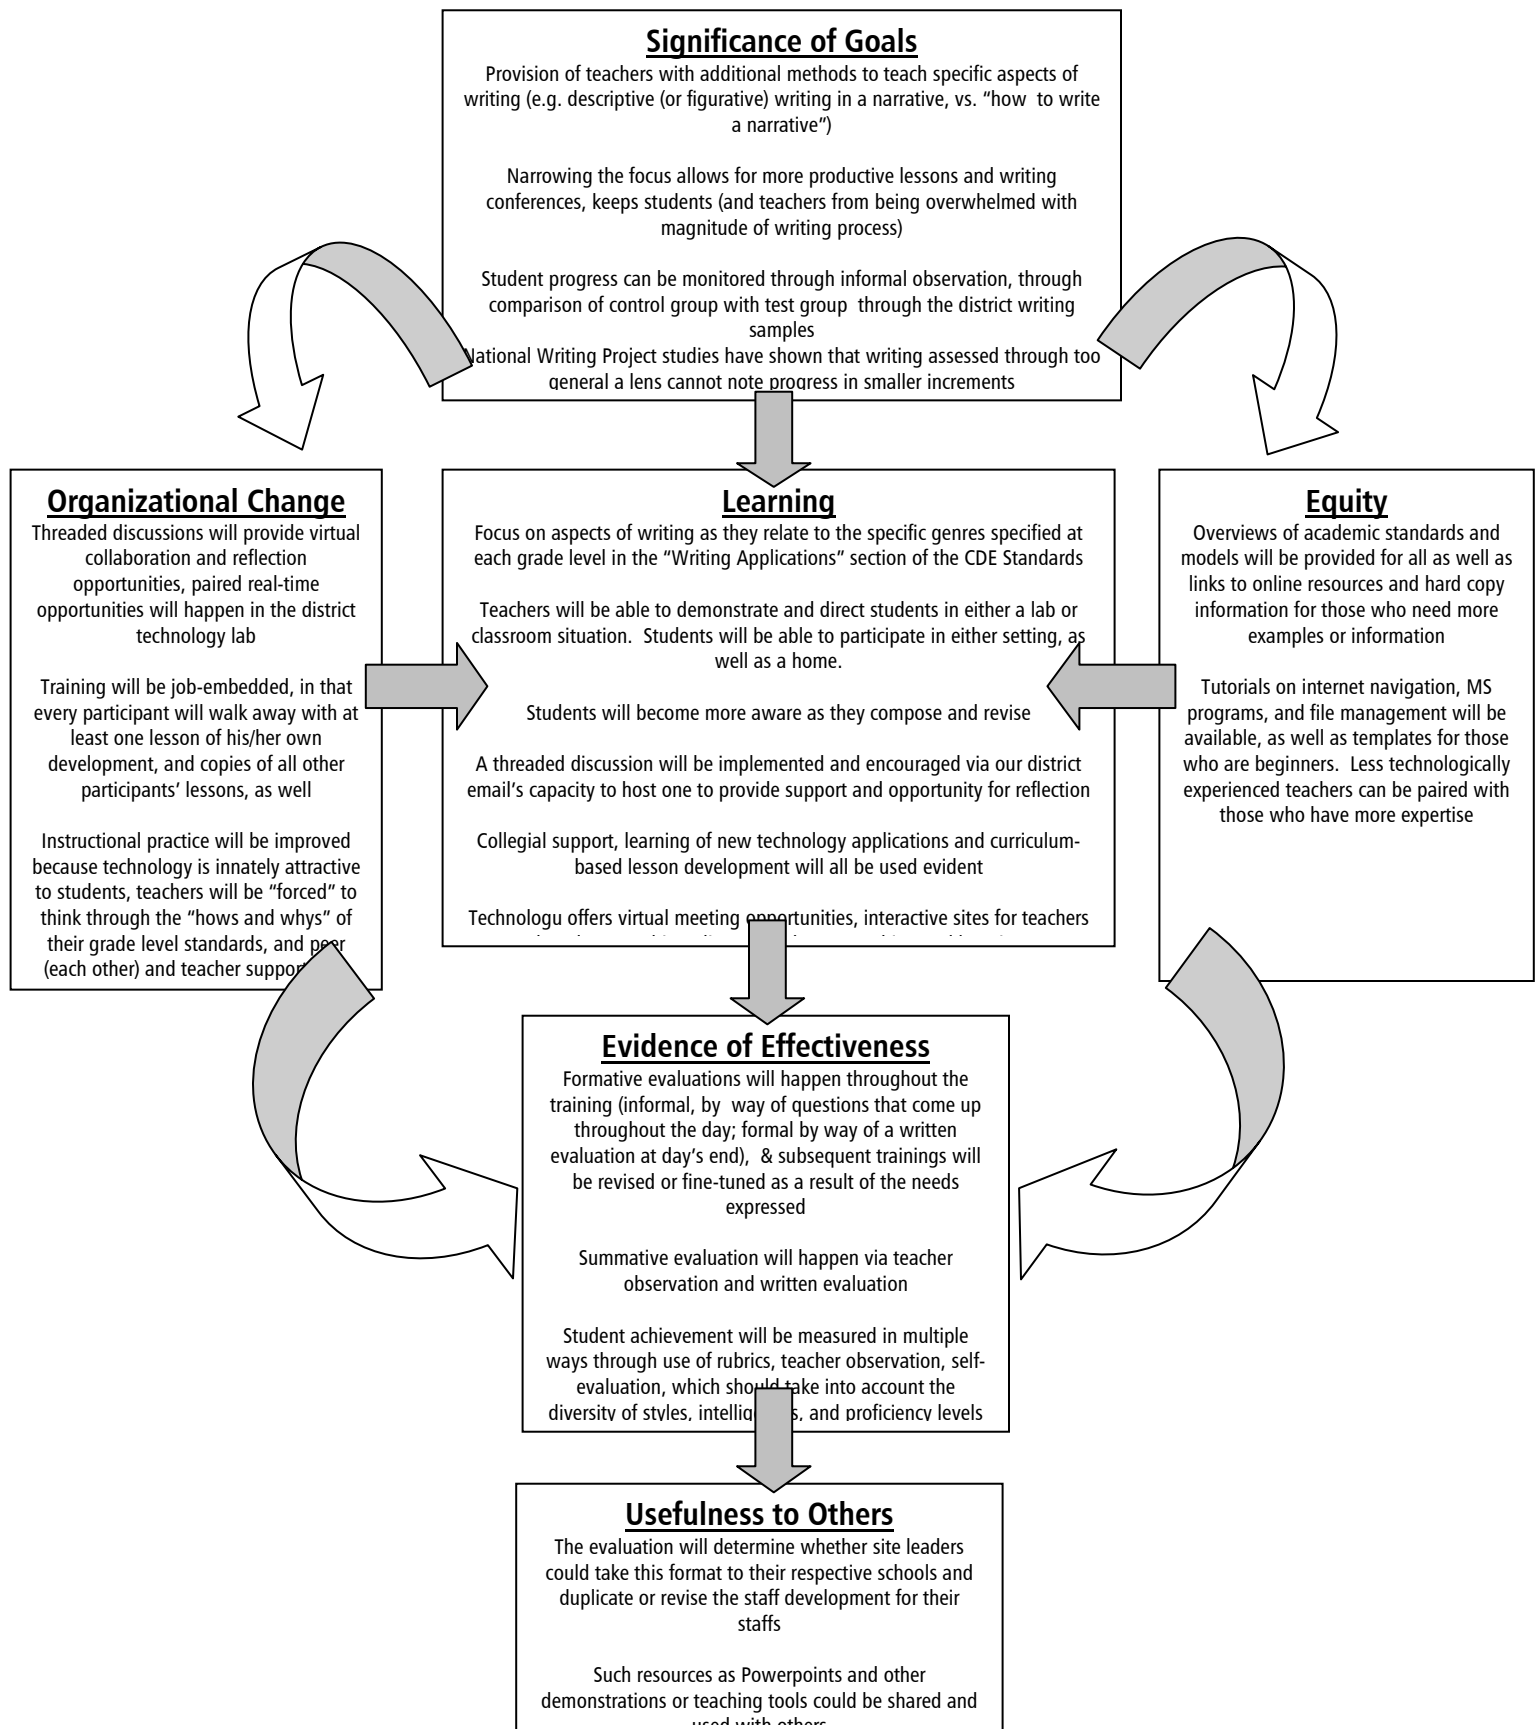 Significance of Goals
Provision of teachers with additional methods to teach specific aspects of
writing (e.g. descriptive (or figurative) writing in a narrative, vs. “how  to write
a narrative”)
Narrowing the focus allows for more productive lessons and writing
conferences, keeps students (and teachers from being overwhelmed with
magnitude of writing process)
Student progress can be monitored through informal observation, through
comparison of control group with test group  through the district writing
samples
National Writing Project studies have shown that writing assessed through too
general a lens cannot note progress in smaller increments
Organizational Change
Threaded discussions will provide virtual
collaboration and reflection
opportunities, paired real-time
opportunities will happen in the district
technology lab
Training will be job-embedded, in that
every participant will walk away with at
least one lesson of his/her own
development, and copies of all other
participants’ lessons, as well
Instructional practice will be improved
because technology is innately attractive
to students, teachers will be “forced” to
think through the “hows and whys” of
their grade level standards, and peer
(each other) and teacher support
Learning
Focus on aspects of writing as they relate to the specific genres specified at
each grade level in the “Writing Applications” section of the CDE Standards
Teachers will be able to demonstrate and direct students in either a lab or
classroom situation.  Students will be able to participate in either setting, as
well as a home.
Students will become more aware as they compose and revise
A threaded discussion will be implemented and encouraged via our district
email’s capacity to host one to provide support and opportunity for reflection
Collegial support, learning of new technology applications and curriculum-
based lesson development will all be used evident
Technologu offers virtual meeting opportunities, interactive sites for teachers
Equity
Overviews of academic standards and
models will be provided for all as well as
links to online resources and hard copy
information for those who need more
examples or information
Tutorials on internet navigation, MS
programs, and file management will be
available, as well as templates for those
who are beginners.  Less technologically
experienced teachers can be paired with
those who have more expertise
Evidence of Effectiveness
Formative evaluations will happen throughout the
training (informal, by  way of questions that come up
throughout the day; formal by way of a written
evaluation at day’s end),  & subsequent trainings will
be revised or fine-tuned as a result of the needs
expressed
Summative evaluation will happen via teacher
observation and written evaluation
Student achievement will be measured in multiple
ways through use of rubrics, teacher observation, self-
evaluation, which should take into account the
diversity of styles, intelligences, and proficiency levels
Usefulness to Others
The evaluation will determine whether site leaders
could take this format to their respective schools and
duplicate or revise the staff development for their
staffs
Such resources as Powerpoints and other
demonstrations or teaching tools could be shared and
used with others